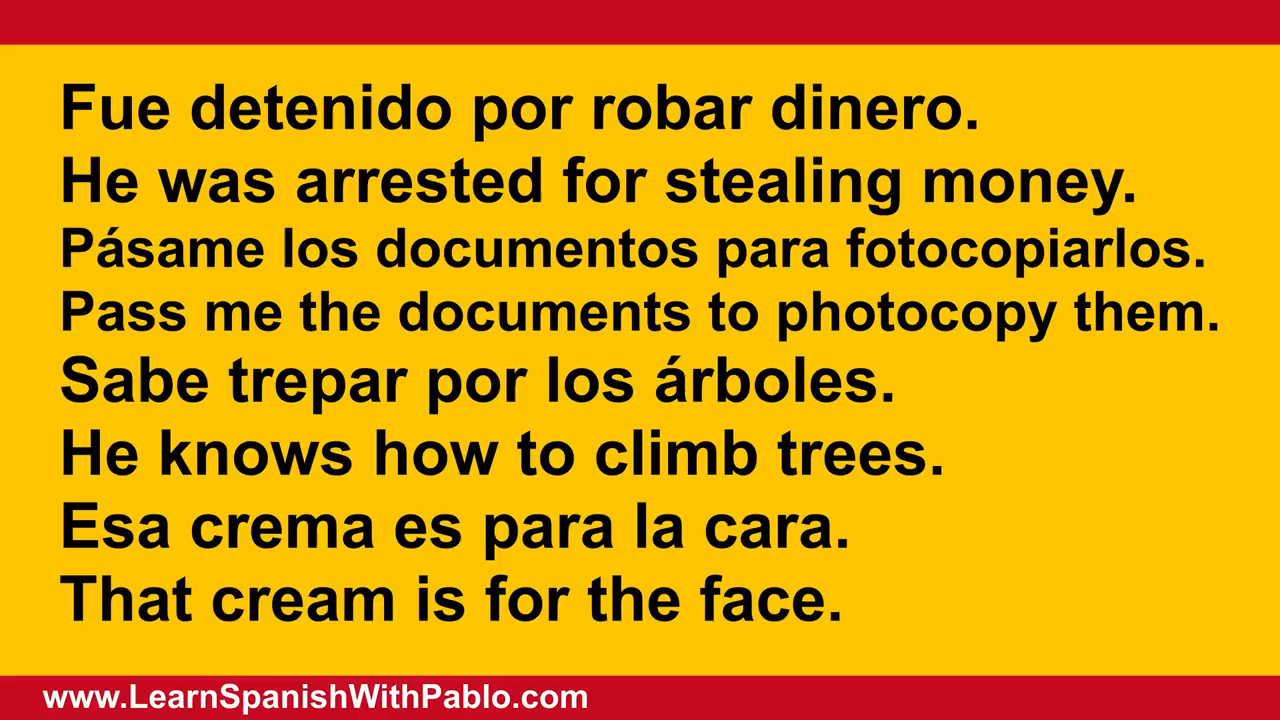 Fue detenido por robar dinero.
He was arrested for stealing money.
Pásame los documentos para fotocopiarlos.
Pass me the documents to photocopy them.
Sabe trepar por los árboles.
He knows how to climb trees.
Esa crema es para la cara.
That cream is for the face.
www.LearnSpanishWithPablo.com